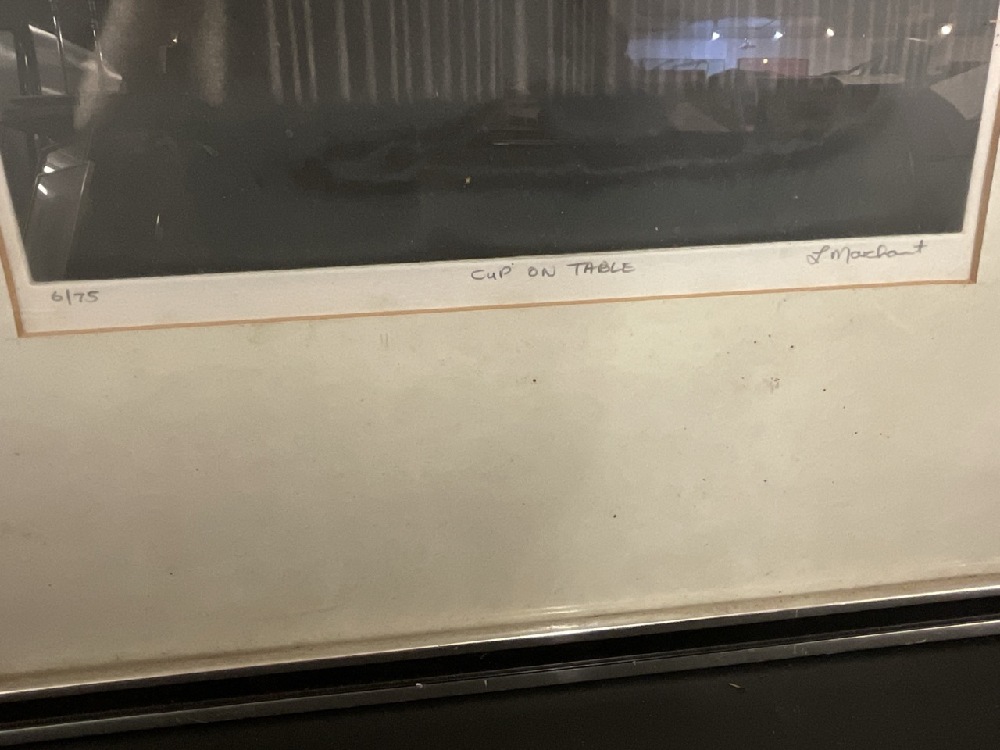 6/75
CUP ON TABLE
L Marchant